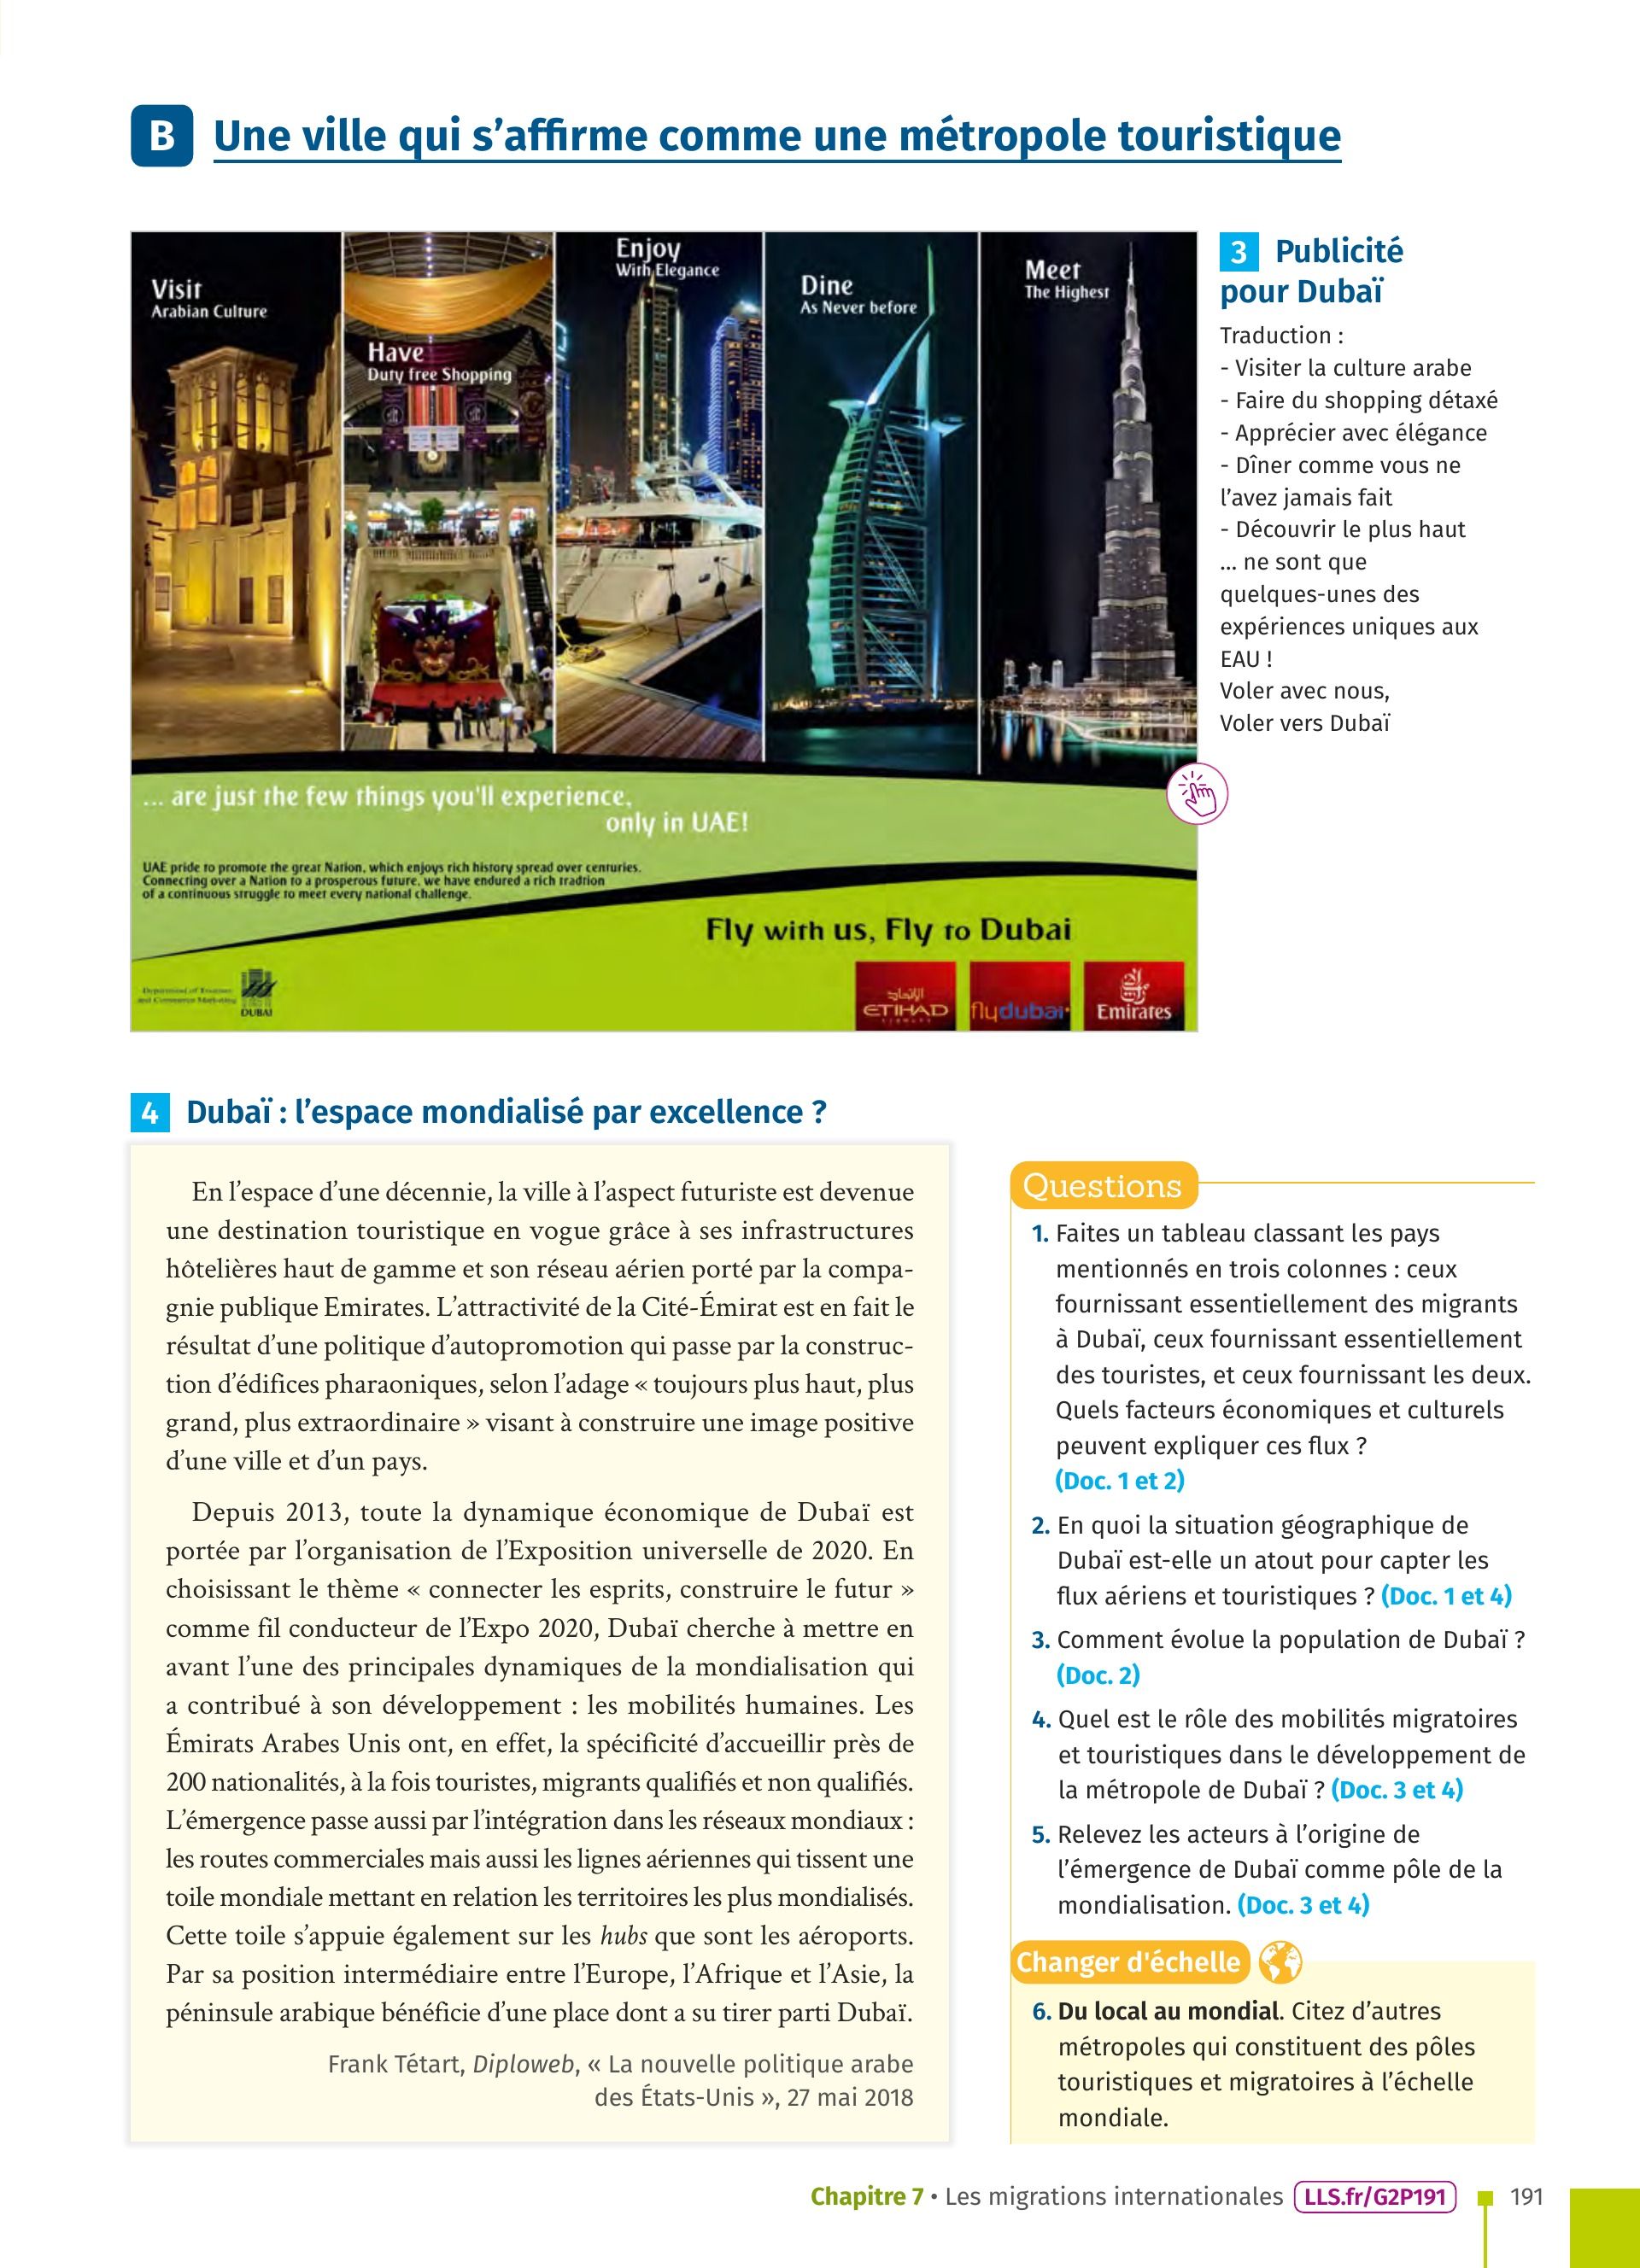 B Une ville qui s’affirme comme une métropole touristique
Visit
Arabian Culture
Have
Duty free Shopping
Enjoy
With Elegance
Dine
As Never before
Meet
The Highest
... are just the few things you'll experience,
only in UAE!
UAE pride to promote the great Nation, which enjoys rich history spread over centuries.
Connecting over a Nation to a prosperous future, we have endured a rich tradtion
of a continuous struggle to meet every national challenge.
Fly with us, Fly to Dubai
Department of Tourism
and Commerce Marketing
DUBAI
الإتحاد
ETIHAD
AIRWAYS
flydubai
Emirates
3 Publicité
pour Dubaï
Traduction :
- Visiter la culture arabe
- Faire du shopping détaxé
- Apprécier avec élégance
- Dîner comme vous ne
l’avez jamais fait
- Découvrir le plus haut
... ne sont que
quelques-unes des
expériences uniques aux
EAU !
Voler avec nous,
Voler vers Dubaï
4 Dubaï : l’espace mondialisé par excellence ?
En l’espace d’une décennie, la ville à l’aspect futuriste est devenue
une destination touristique en vogue grâce à ses infrastructures
hôtelières haut de gamme et son réseau aérien porté par la compa-
gnie publique Emirates. L’attractivité de la Cité-Émirat est en fait le
résultat d’une politique d’autopromotion qui passe par la construc-
tion d’édifices pharaoniques, selon l’adage « toujours plus haut, plus
grand, plus extraordinaire » visant à construire une image positive
d’une ville et d’un pays.
Depuis 2013, toute la dynamique économique de Dubaï est
portée par l’organisation de l’Exposition universelle de 2020. En
choisissant le thème « connecter les esprits, construire le futur »
comme fil conducteur de l’Expo 2020, Dubaï cherche à mettre en
avant l’une des principales dynamiques de la mondialisation qui
a contribué à son développement : les mobilités humaines. Les
Émirats Arabes Unis ont, en effet, la spécificité d’accueillir près de
200 nationalités, à la fois touristes, migrants qualifiés et non qualifiés.
L’émergence passe aussi par l’intégration dans les réseaux mondiaux :
les routes commerciales mais aussi les lignes aériennes qui tissent une
toile mondiale mettant en relation les territoires les plus mondialisés.
Cette toile s’appuie également sur les hubs que sont les aéroports.
Par sa position intermédiaire entre l’Europe, l’Afrique et l’Asie, la
péninsule arabique bénéficie d’une place dont a su tirer parti Dubaï.
Frank Tétart, Diploweb, « La nouvelle politique arabe
des États-Unis », 27 mai 2018
Questions
1. Faites un tableau classant les pays
mentionnés en trois colonnes : ceux
fournissant essentiellement des migrants
à Dubaï, ceux fournissant essentiellement
des touristes, et ceux fournissant les deux.
Quels facteurs économiques et culturels
peuvent expliquer ces flux ?
(Doc. 1 et 2)
2. En quoi la situation géographique de
Dubaï est-elle un atout pour capter les
flux aériens et touristiques ? (Doc. 1 et 4)
3. Comment évolue la population de Dubaï ?
(Doc. 2)
4. Quel est le rôle des mobilités migratoires
et touristiques dans le développement de
la métropole de Dubaï ? (Doc. 3 et 4)
5. Relevez les acteurs à l’origine de
l’émergence de Dubaï comme pôle de la
mondialisation. (Doc. 3 et 4)
Changer d'échelle
6. Du local au mondial. Citez d’autres
métropoles qui constituent des pôles
touristiques et migratoires à l’échelle
mondiale.
Chapitre 7 • Les migrations internationales LLS.fr/G2P191 191